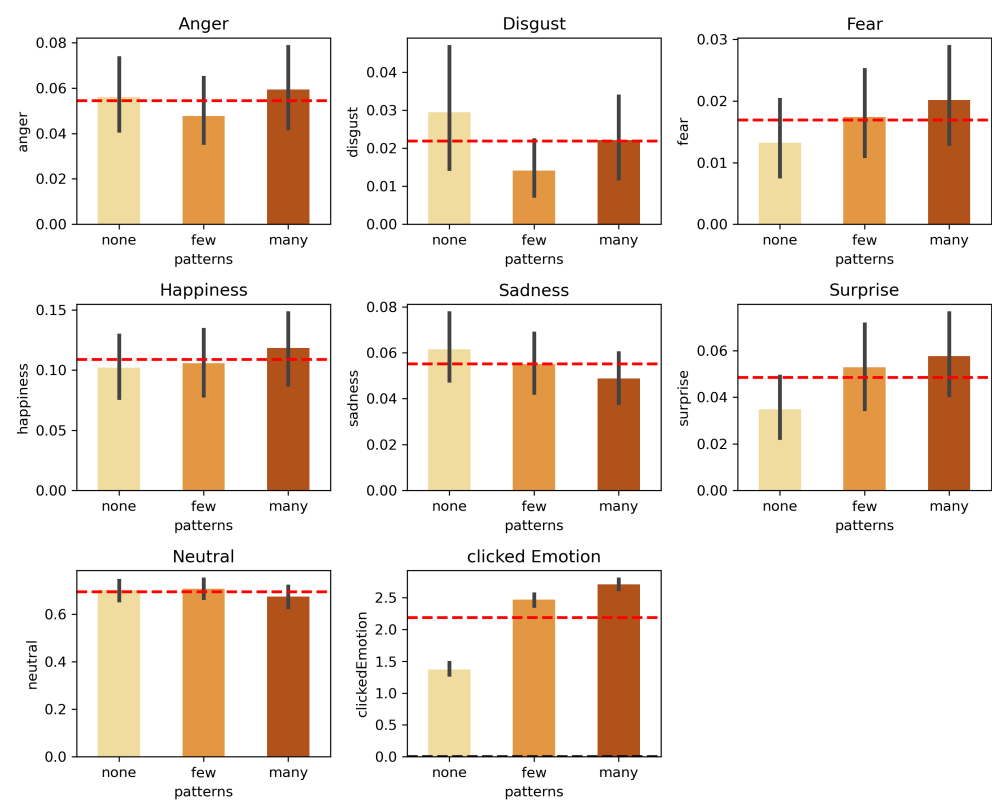 Anger
0.08
0.06
0.04
0.02
0.00
anger
none few many
patterns
Disgust
0.04
0.03
0.02
0.01
0.00
disgust
none few many
patterns
Fear
0.03
0.02
0.01
0.00
fear
none few many
patterns
Happiness
0.15
0.10
0.05
0.00
happiness
none few many
patterns
Sadness
0.08
0.06
0.04
0.02
0.00
sadness
none few many
patterns
Surprise
0.06
0.04
0.02
0.00
surprise
none few many
patterns
Neutral
0.6
0.4
0.2
0.0
neutral
none few many
patterns
clicked Emotion
2.5
2.0
1.5
1.0
0.5
0.0
clickedEmotion
none few many
patterns